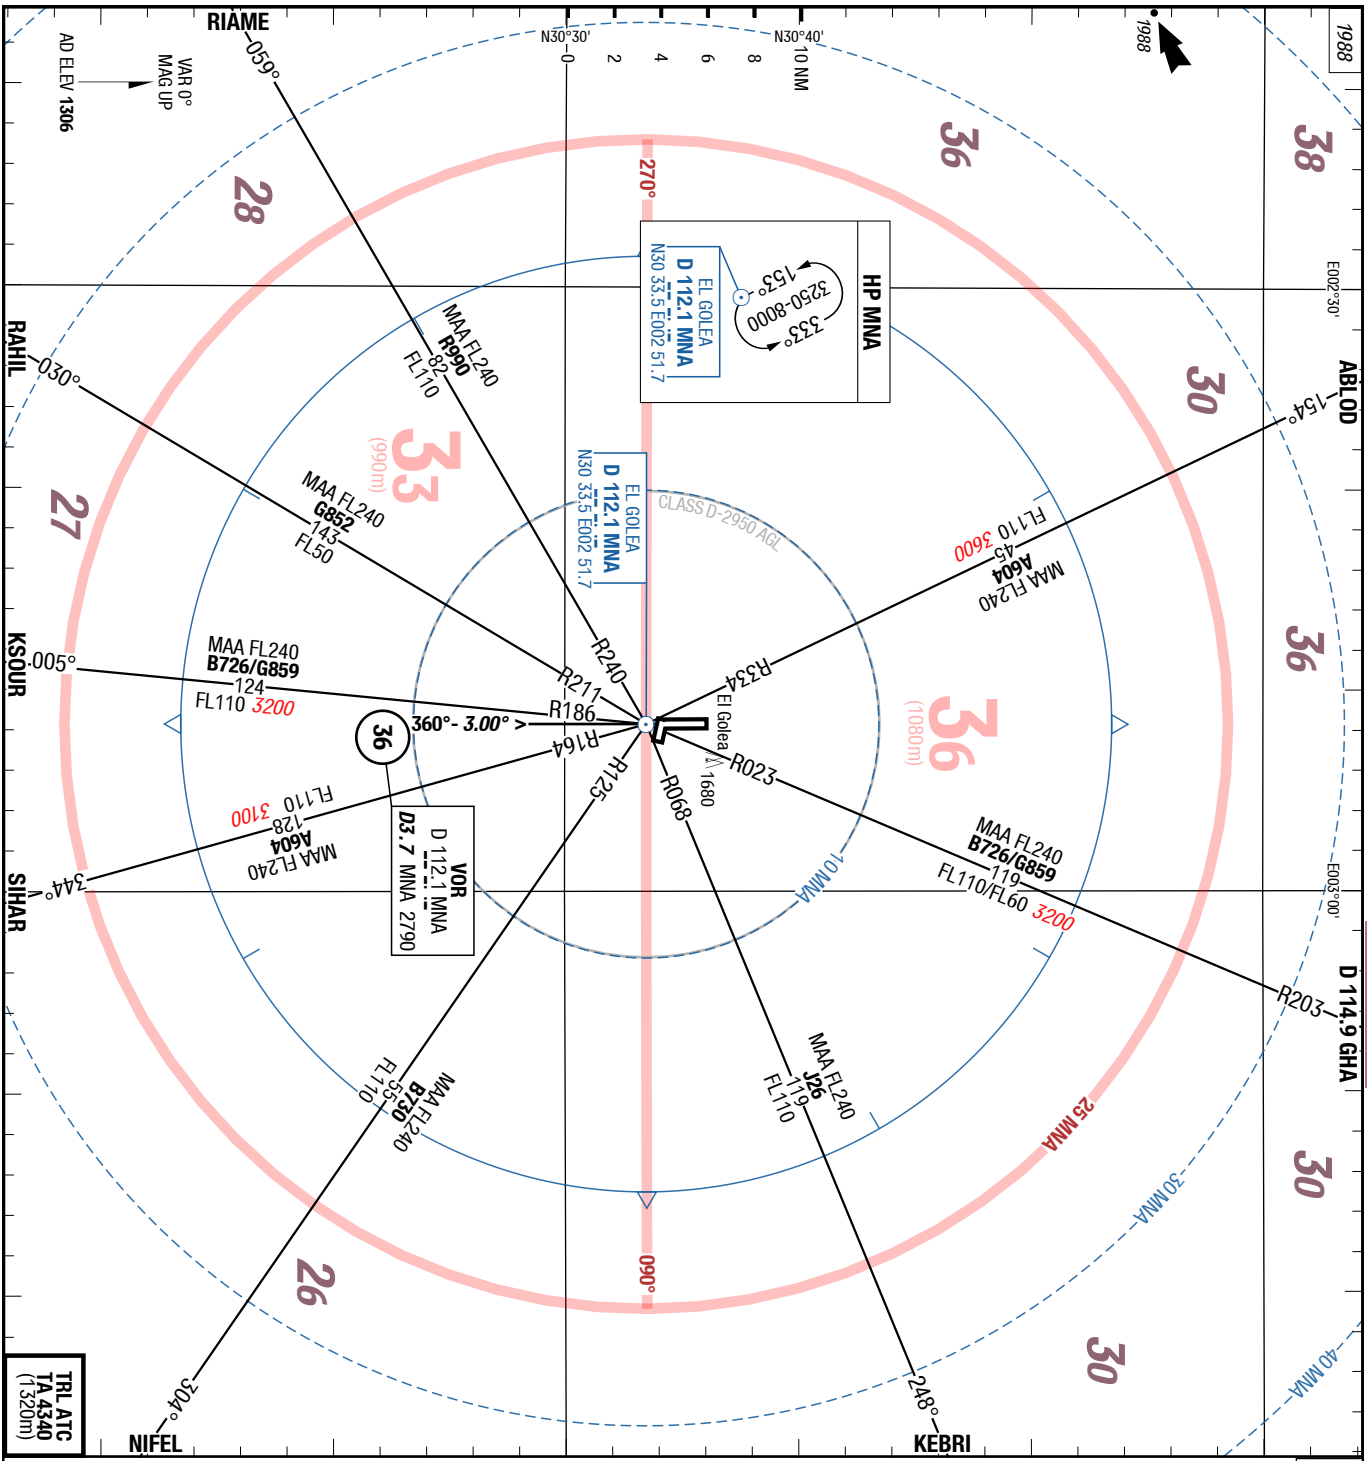 1988
1988
RIAME
059°
VAR 0°
MAG UP
AD ELEV 1306
N30°30'
N30°40'
0
2
4
6
8
10 NM
38
36
28
270°
E002°30'
HP MNA
153°
3250-8000
333°
EL GOLEA
D 112.1 MNA
N30 33.5 E002 51.7
ABLOD
154°
30
RAHIL
030°
MAA FL240
R990
82
FL110
33
(990m)
MAA FL240
G852
143
FL50
27
EL GOLEA
D 112.1 MNA
N30 33.5 E002 51.7
CLASS D-2950 AGL
FL110 3600
45
A604
MAA FL240
36
KSOUR
005°
MAA FL240
B726/G859
124
FL110 3200
R240
R211
R186
R164
R125
R334
R023
R068
El Golea
1680
36
(1080m)
36
360°- 3.00° >
VOR
D 112.1 MNA
D3.7 MNA 2790
SIHAR
344°
FL110 3100
128
A604
MAA FL240
10 MNA
MAA FL240
B726/G859
119
FL110/FL60 3200
E003°00'
D 114.9 GHA
R203
MAA FL240
B730
55
FL110
MAA FL240
J26
119
FL110
25 MNA
30 MNA
30
090°
26
30
40 MNA
304°
NIFEL
248°
KEBRI
TRL ATC
TA 4340
(1320m)